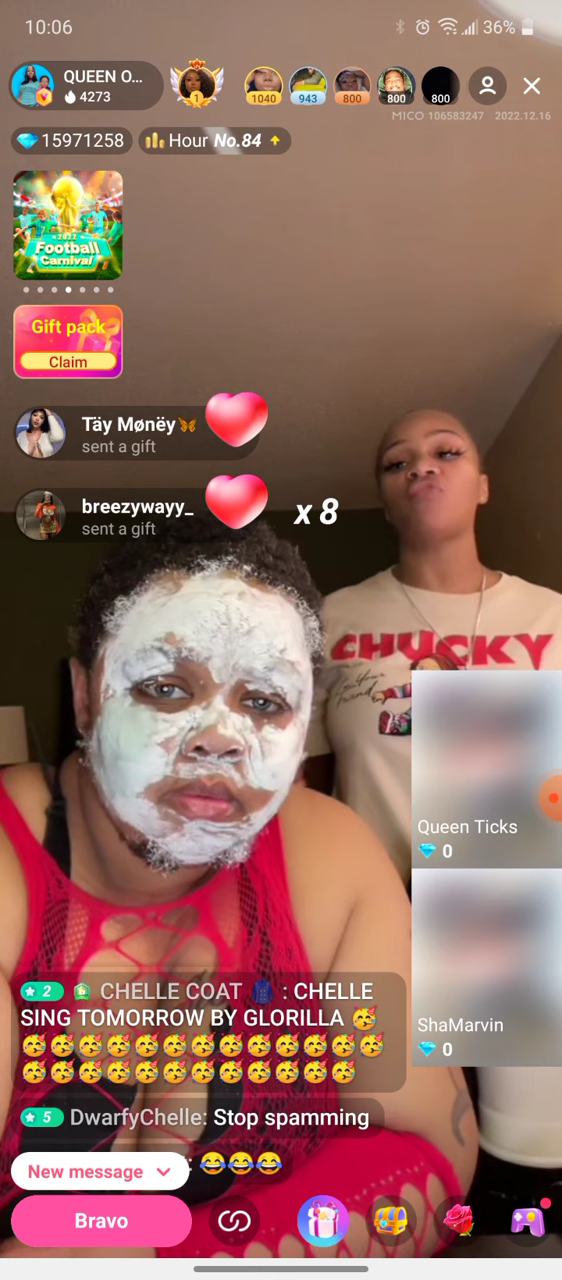 10:06
36%
QUEEN O...
4273
1
1040
943
800
800
800
MICO 106583247 2022.12.16
15971258
Hour No.84
2022
Football
Carnival
Gift pack
Claim
Täy Mønëy🦋
sent a gift
breezywayy_
sent a gift
x 8
CHUCKY
Queen Ticks
0
ShaMarvin
0
2 CHELLE COAT 🧥 : CHELLE
SING TOMORROW BY GLORILLA 🥳
🥳🥳🥳🥳🥳🥳🥳🥳🥳🥳🥳🥳🥳
🥳🥳🥳🥳🥳🥳🥳🥳🥳🥳🥳🥳
5 DwarfyChelle: Stop spamming
: 😂😂😂
New message
Bravo